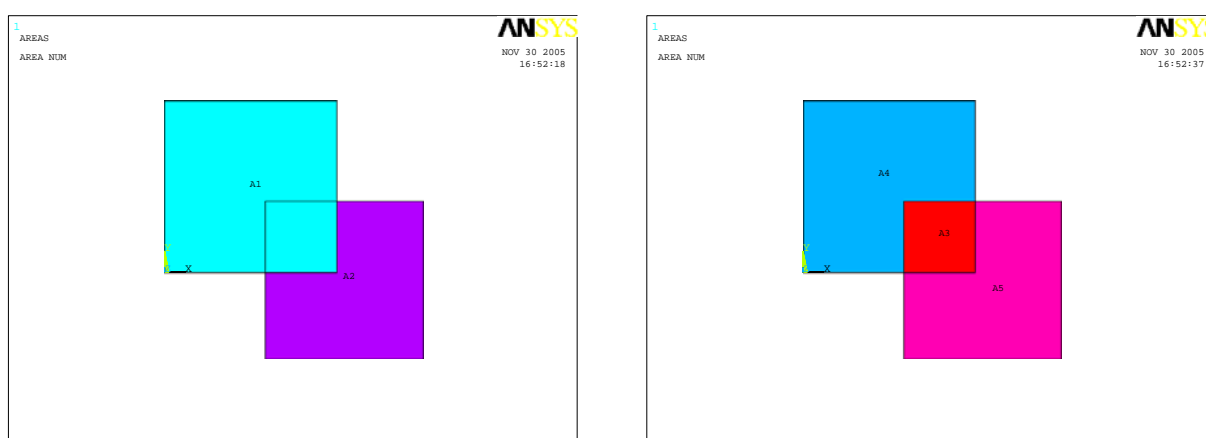 1
ANSYS
AREAS
AREA NUM
NOV 30 2005
16:52:18
A1
A2
Y
Z X
1
ANSYS
AREAS
AREA NUM
NOV 30 2005
16:52:37
A4
A3
A5
Y
Z X